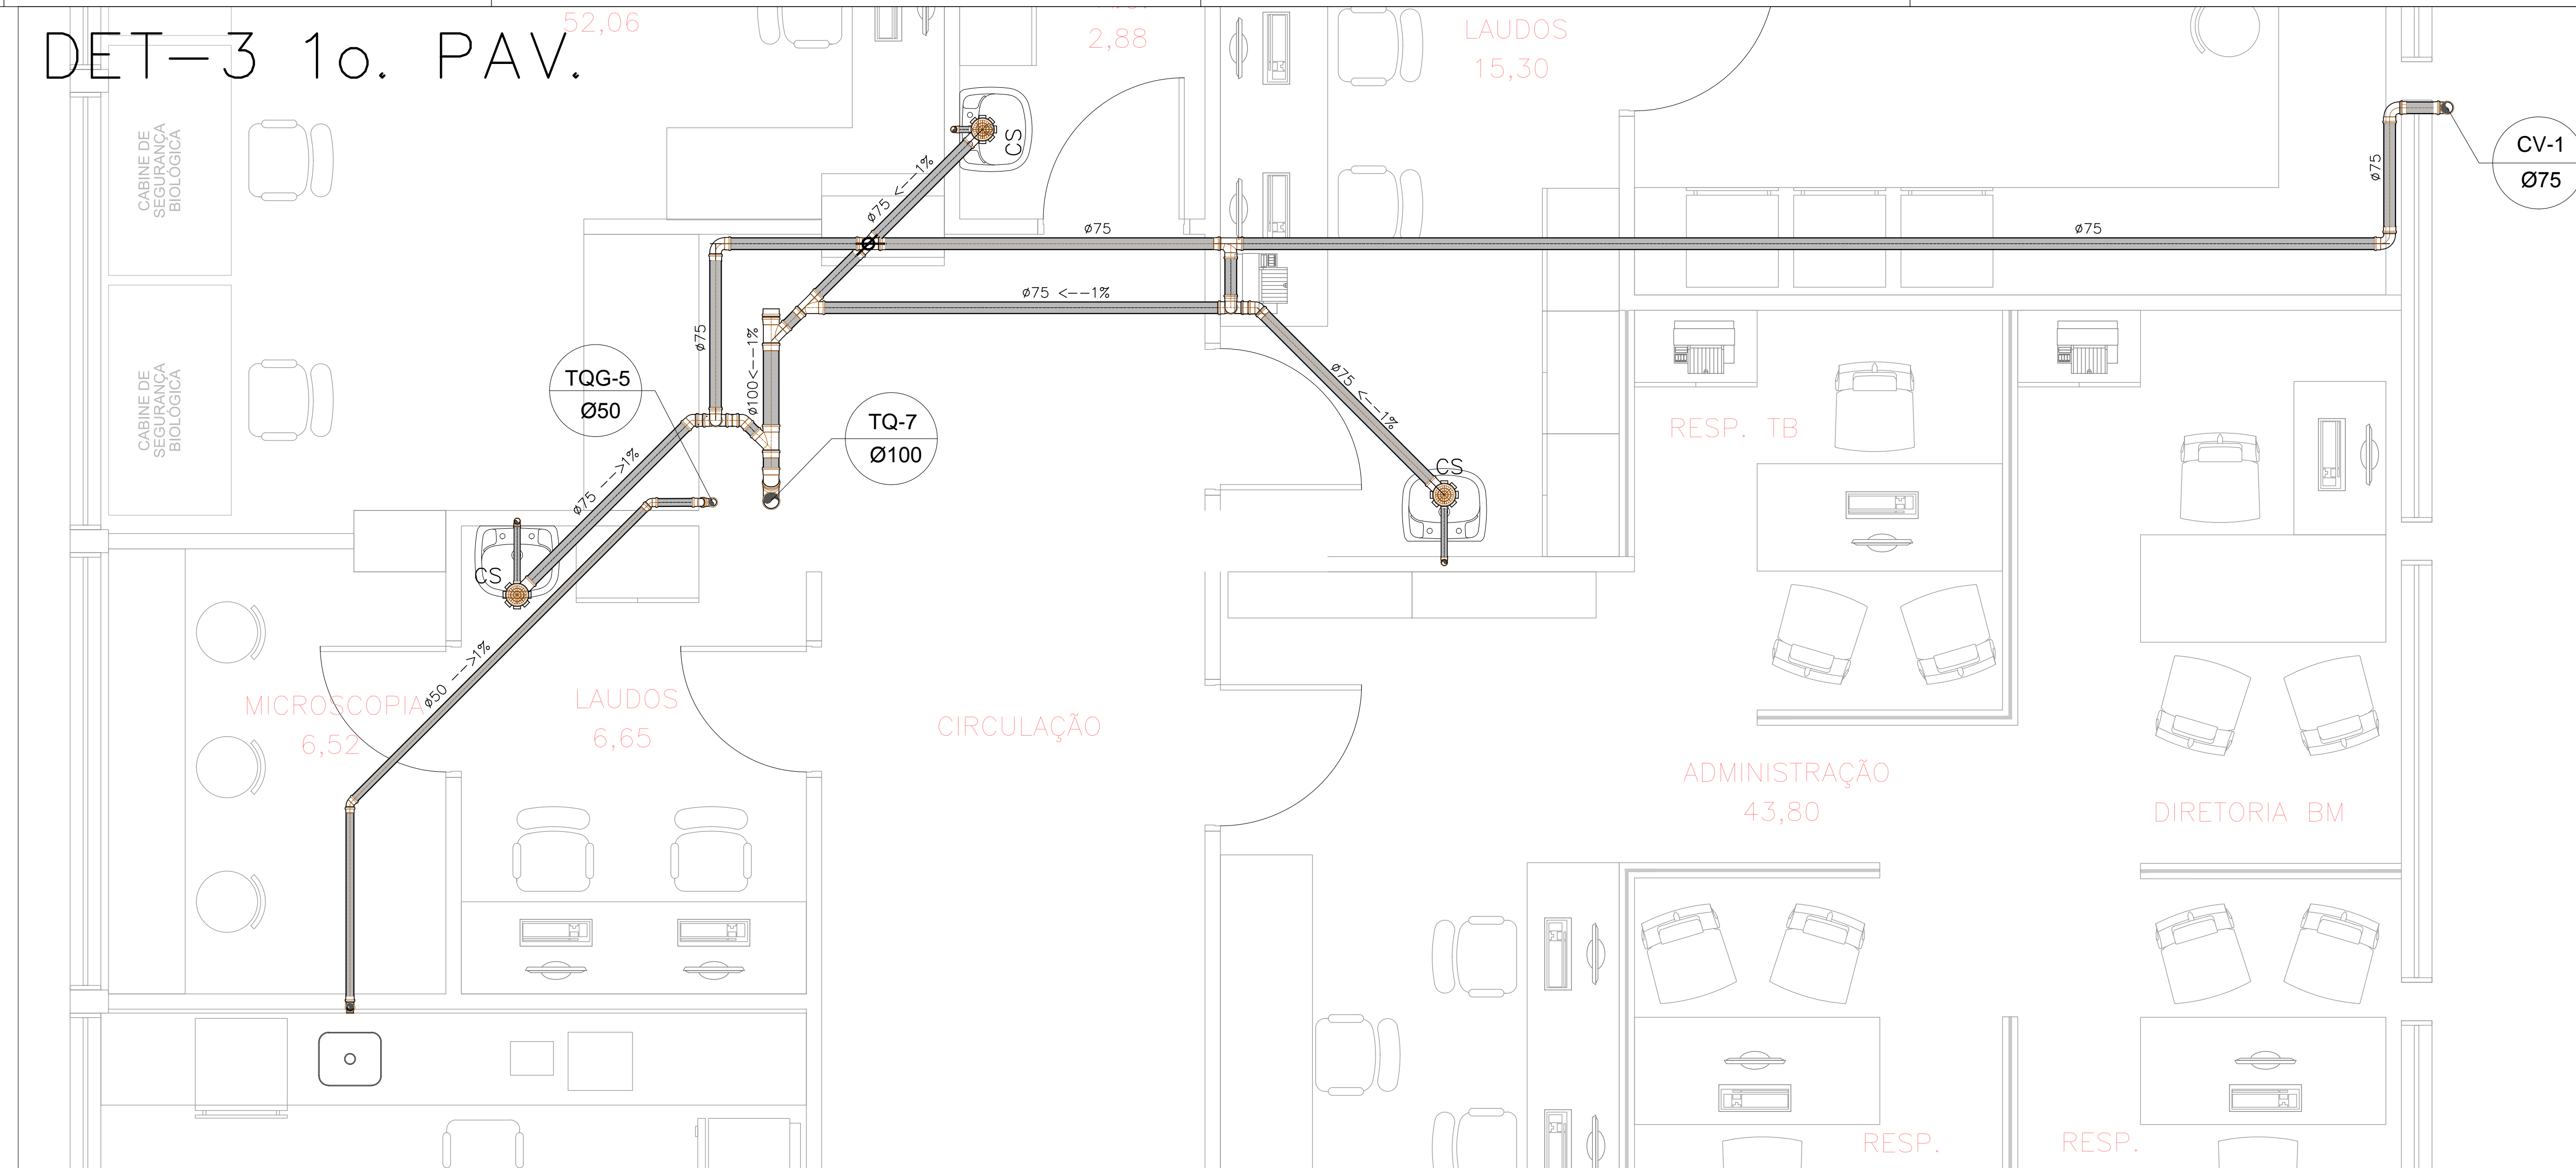 DET-3 1o. PAV.
52,06
2,88
LAUDOS
15,30
CABINE DE
SEGURANÇA
BIOLÓGICA
CS
ø75 <--1%
ø75
ø75
ø75
CV-1
Ø75
ø75 <--1%
ø75
ø100<--1%
TQG-5
Ø50
TQ-7
Ø100
ø75 <--1%
CABINE DE
SEGURANÇA
BIOLÓGICA
RESP. TB
CS
ø75 -->1%
CS
ø50 -->1%
MICROSCOPIA
6,52
LAUDOS
6,65
CIRCULAÇÃO
ADMINISTRAÇÃO
43,80
DIRETORIA BM
RESP.
RESP.